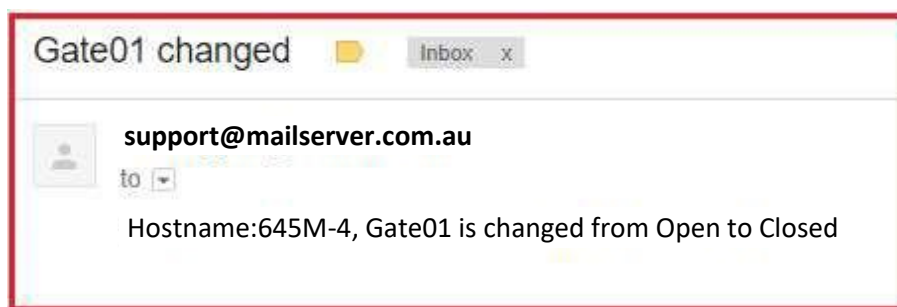 Gate01 changed Inbox x
support@mailserver.com.au
to
Hostname:645M-4, Gate01 is changed from Open to Closed